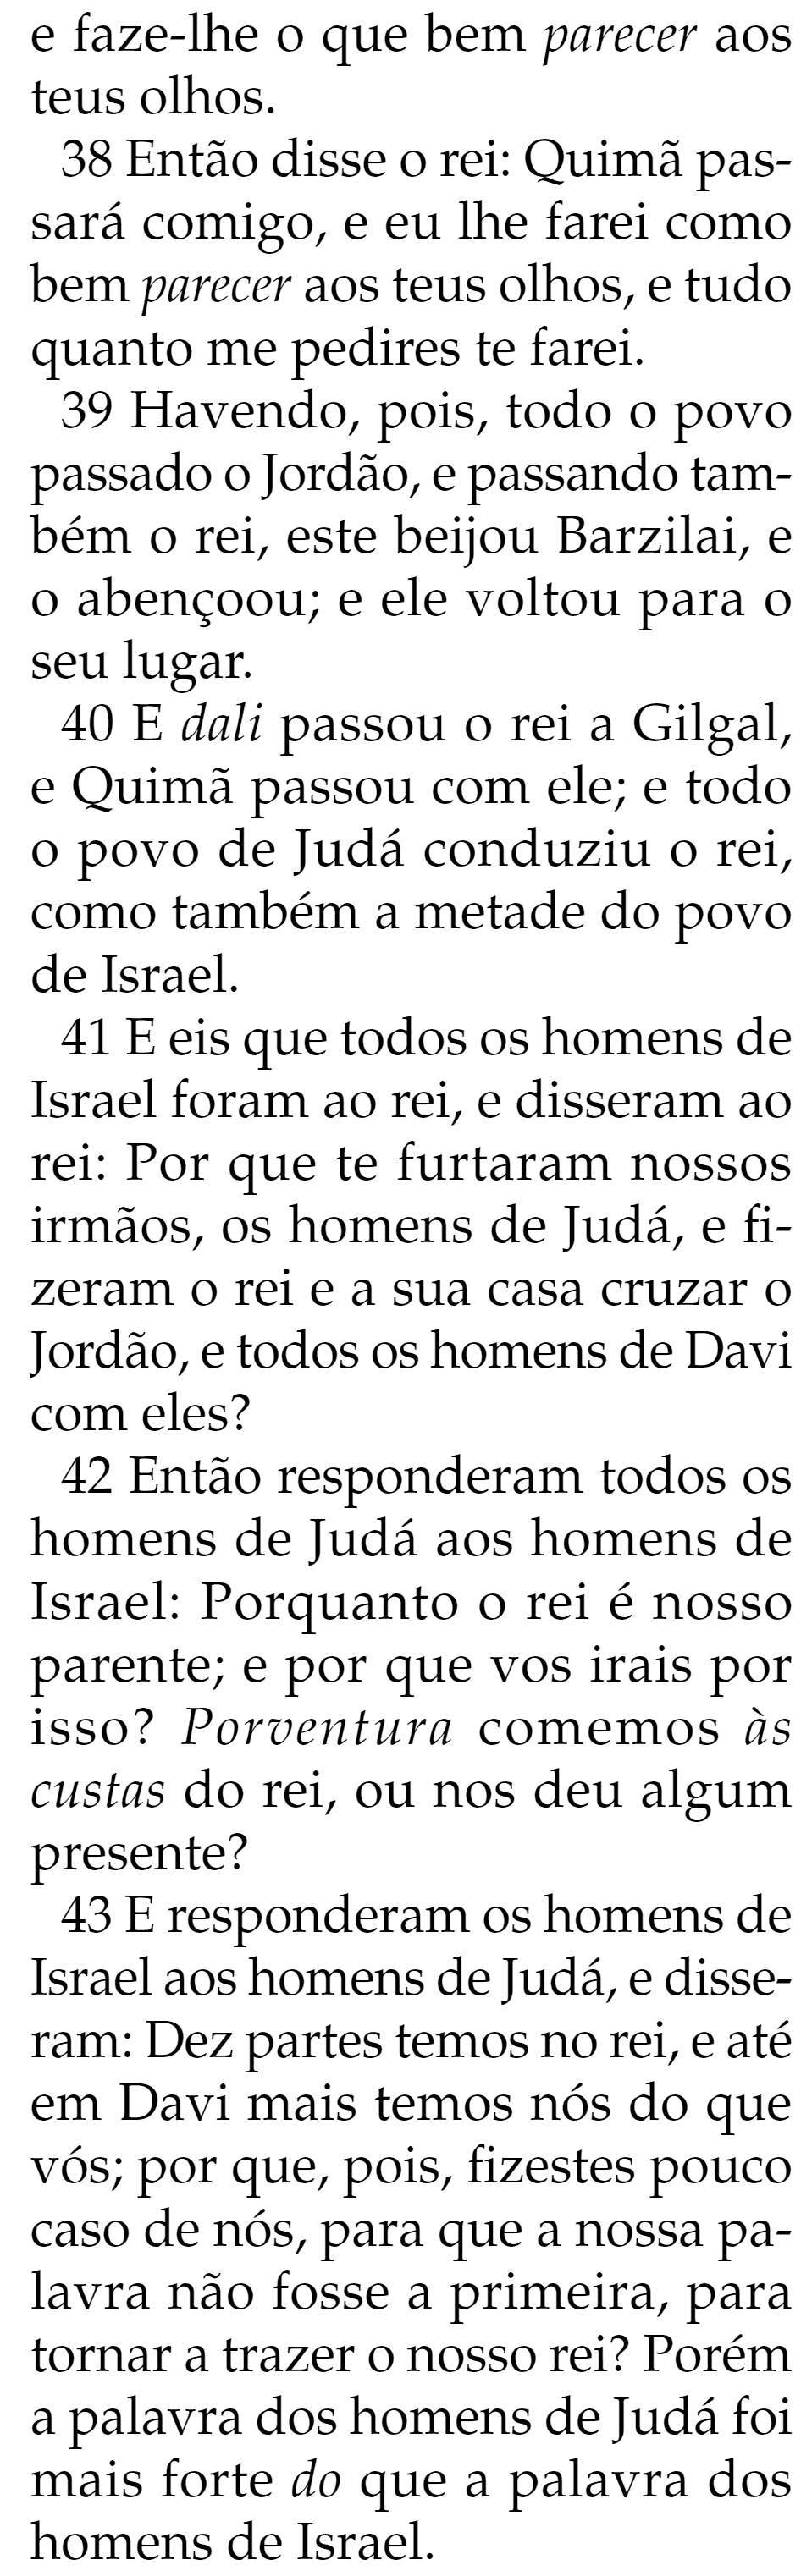 e faze-lhe o que bem parecer aos
teus olhos.
38 Então disse o rei: Quimã pas-
sará comigo, e eu lhe farei como
bem parecer aos teus olhos, e tudo
quanto me pedires te farei.
39 Havendo, pois, todo o povo
passado o Jordão, e passando tam-
bém o rei, este beijou Barzilai, e
o abençoou; e ele voltou para o
seu lugar.
40 E dali passou o rei a Gilgal,
e Quimã passou com ele; e todo
o povo de Judá conduziu o rei,
como também a metade do povo
de Israel.
41 E eis que todos os homens de
Israel foram ao rei, e disseram ao
rei: Por que te furtaram nossos
irmãos, os homens de Judá, e fi-
zeram o rei e a sua casa cruzar o
Jordão, e todos os homens de Davi
com eles?
42 Então responderam todos os
homens de Judá aos homens de
Israel: Porquanto o rei é nosso
parente; e por que vos irais por
isso? Porventura comemos às
custas do rei, ou nos deu algum
presente?
43 E responderam os homens de
Israel aos homens de Judá, e disse-
ram: Dez partes temos no rei, e até
em Davi mais temos nós do que
vós; por que, pois, fizestes pouco
caso de nós, para que a nossa pa-
lavra não fosse a primeira, para
tornar a trazer o nosso rei? Porém
a palavra dos homens de Judá foi
mais forte do que a palavra dos
homens de Israel.